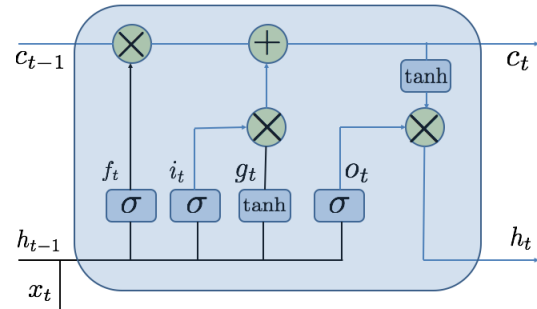 c_{t-1} c_t
tanh
f_t i_t g_t o_t
σ σ tanh σ
h_{t-1} h_t
x_t